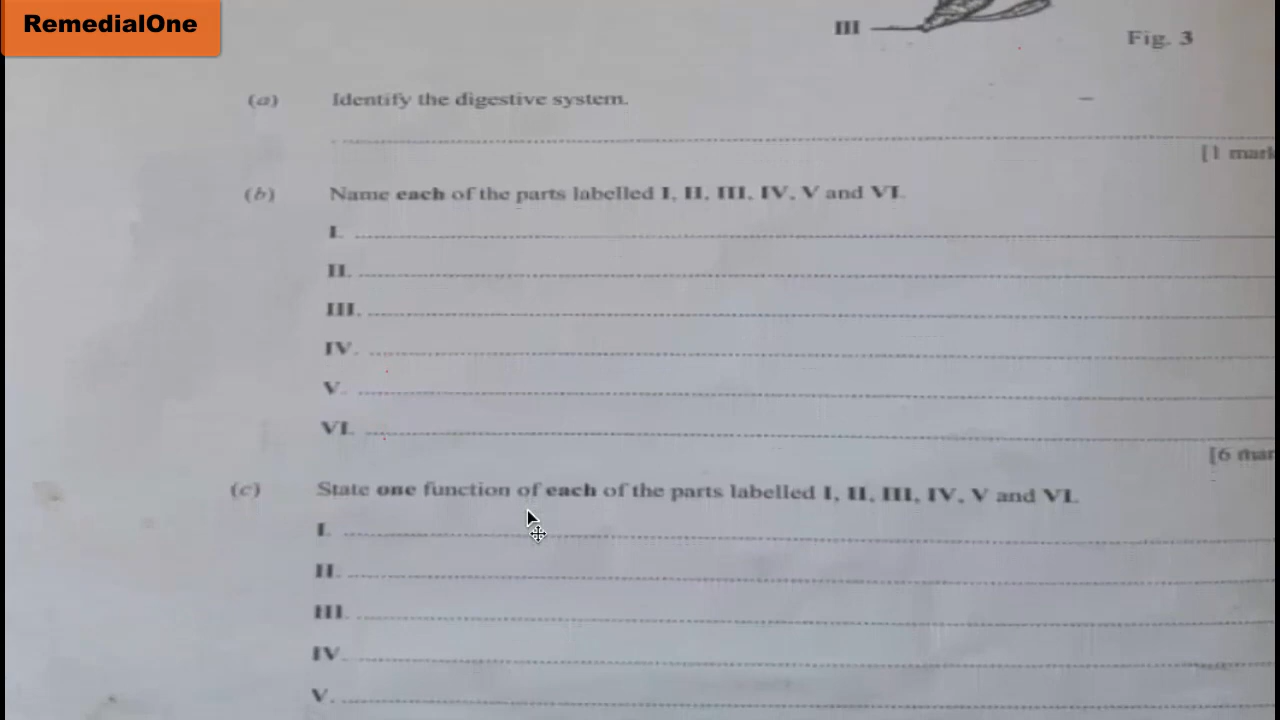 RemedialOne
III
Fig. 3
(a) Identify the digestive system.
[1 mark
(b) Name each of the parts labelled I, II, III, IV, V and VI.
I.
II.
III.
IV.
V.
VI.
[6 mar
(c) State one function of each of the parts labelled I, II, III, IV, V and VI.
I.
II.
III.
IV.
V.